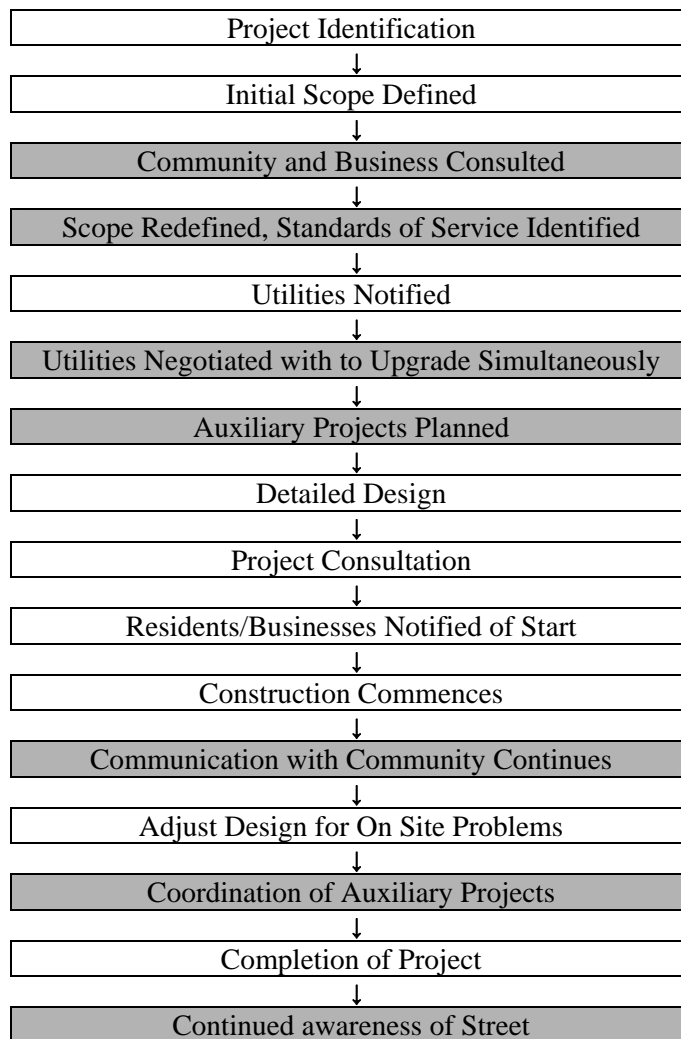 Project Identification
↓
Initial Scope Defined
↓
Community and Business Consulted
↓
Scope Redefined, Standards of Service Identified
↓
Utilities Notified
↓
Utilities Negotiated with to Upgrade Simultaneously
↓
Auxiliary Projects Planned
↓
Detailed Design
↓
Project Consultation
↓
Residents/Businesses Notified of Start
↓
Construction Commences
↓
Communication with Community Continues
↓
Adjust Design for On Site Problems
↓
Coordination of Auxiliary Projects
↓
Completion of Project
↓
Continued awareness of Street